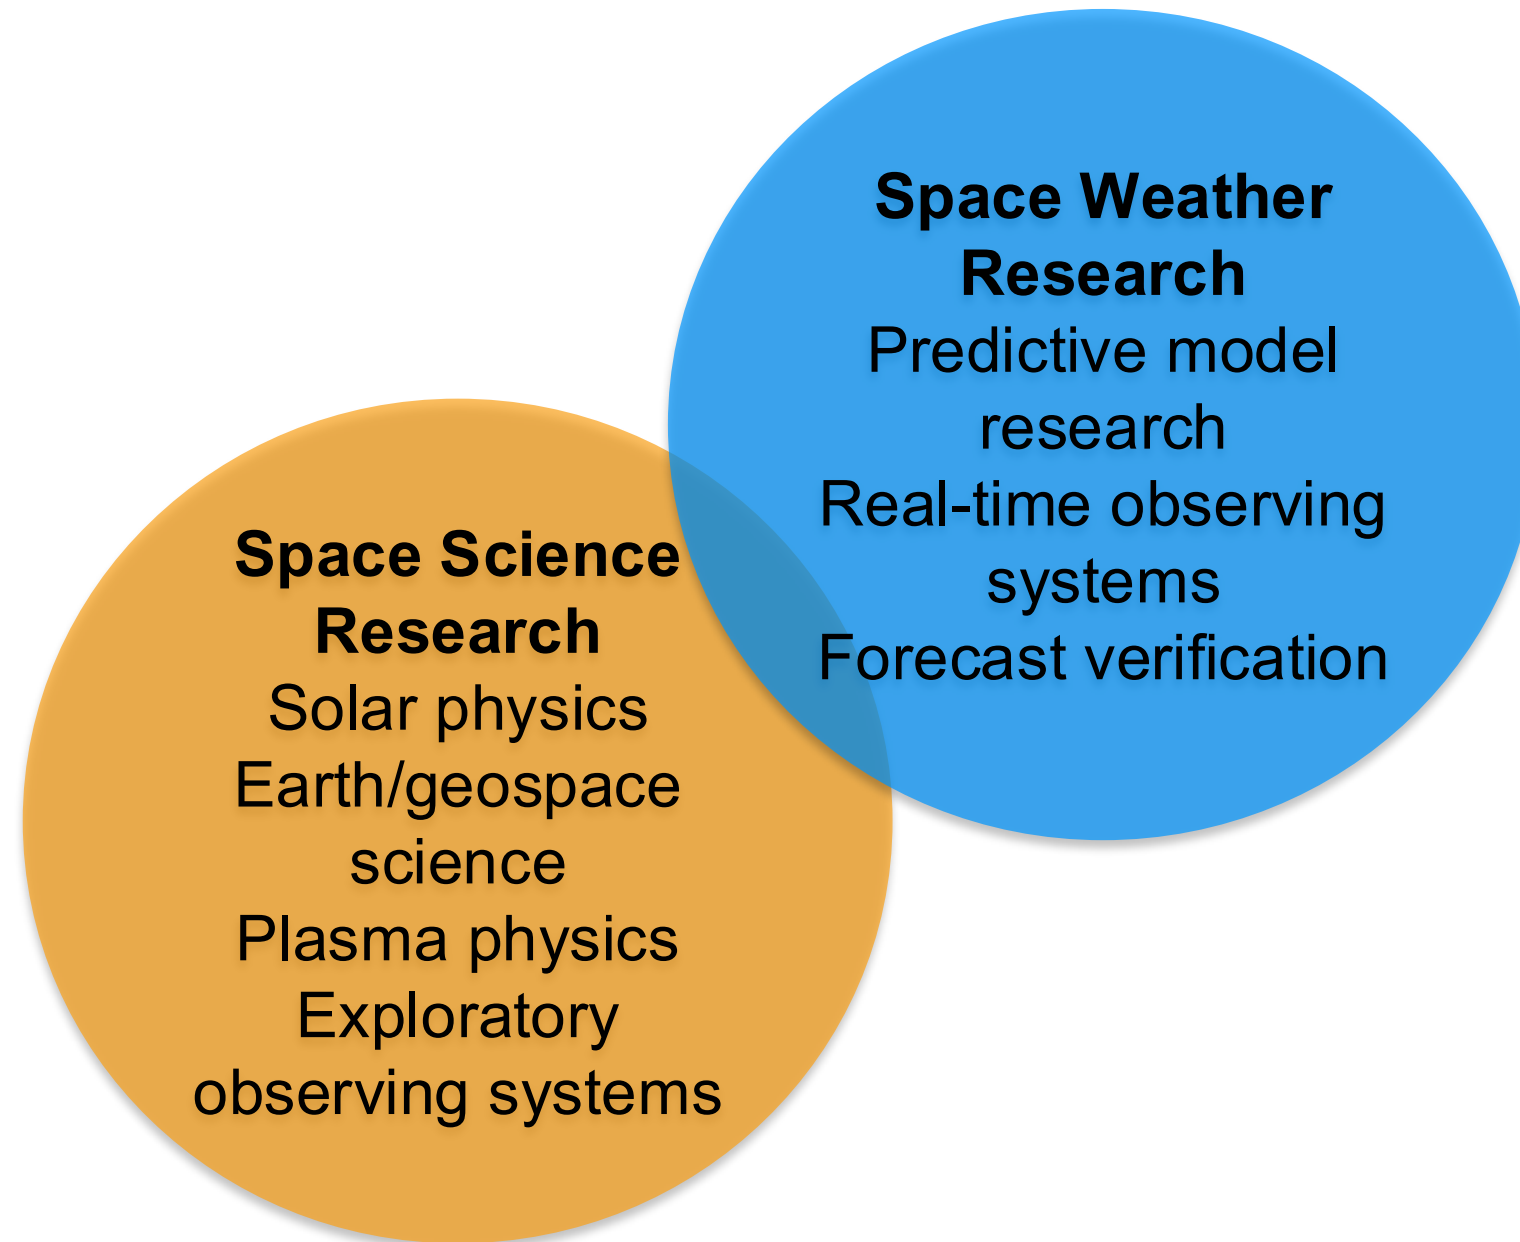 Space Weather
Research
Predictive model
research
Real-time observing
systems
Forecast verification
Space Science
Research
Solar physics
Earth/geospace
science
Plasma physics
Exploratory
observing systems